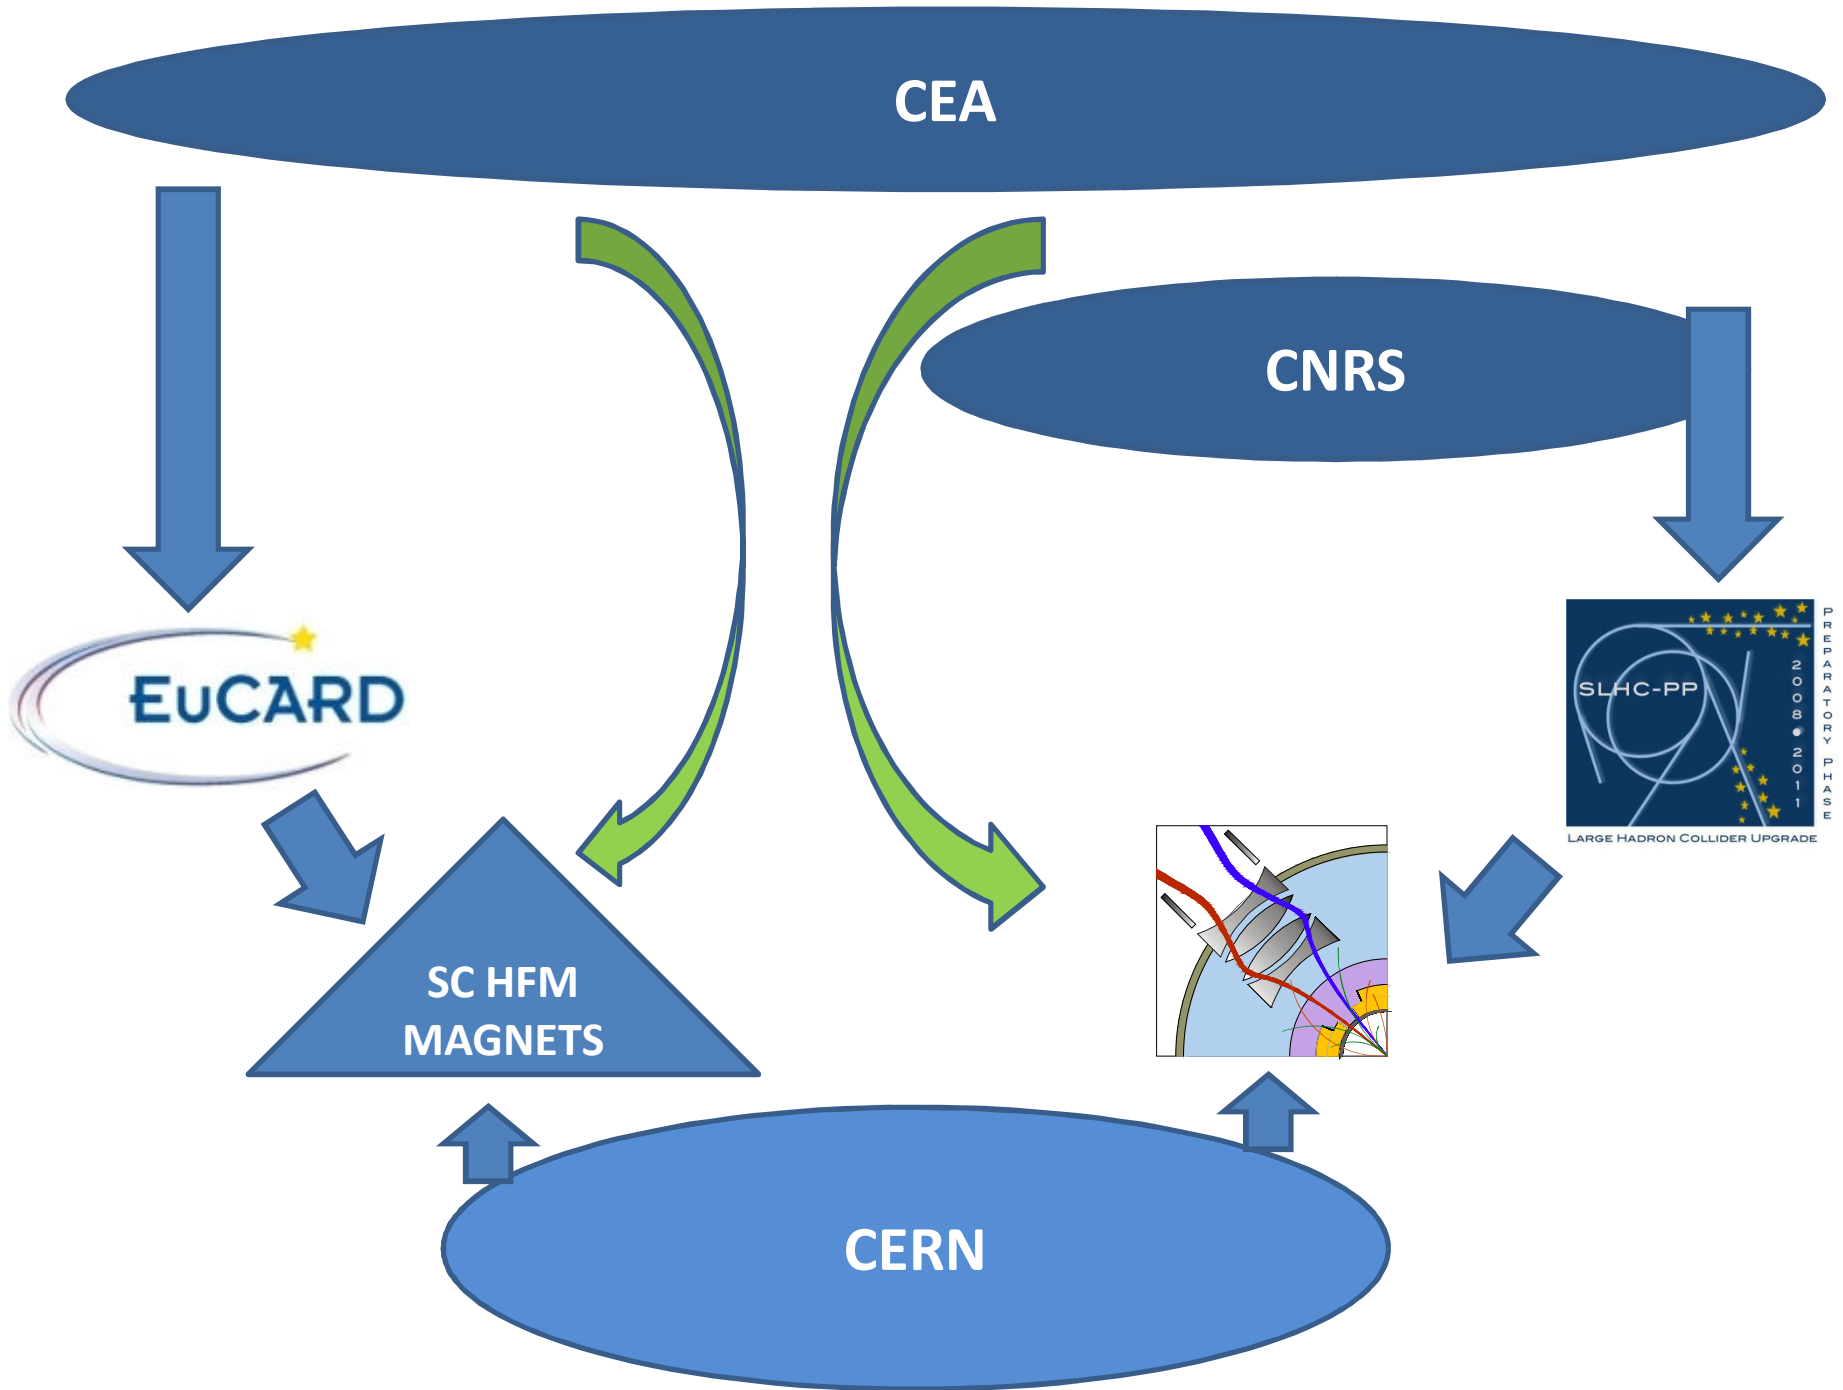 CEA
CNRS
EuCARD
SLHC-PP
2008•2011
PREPARATORY PHASE
LARGE HADRON COLLIDER UPGRADE
SC HFM
MAGNETS
CERN